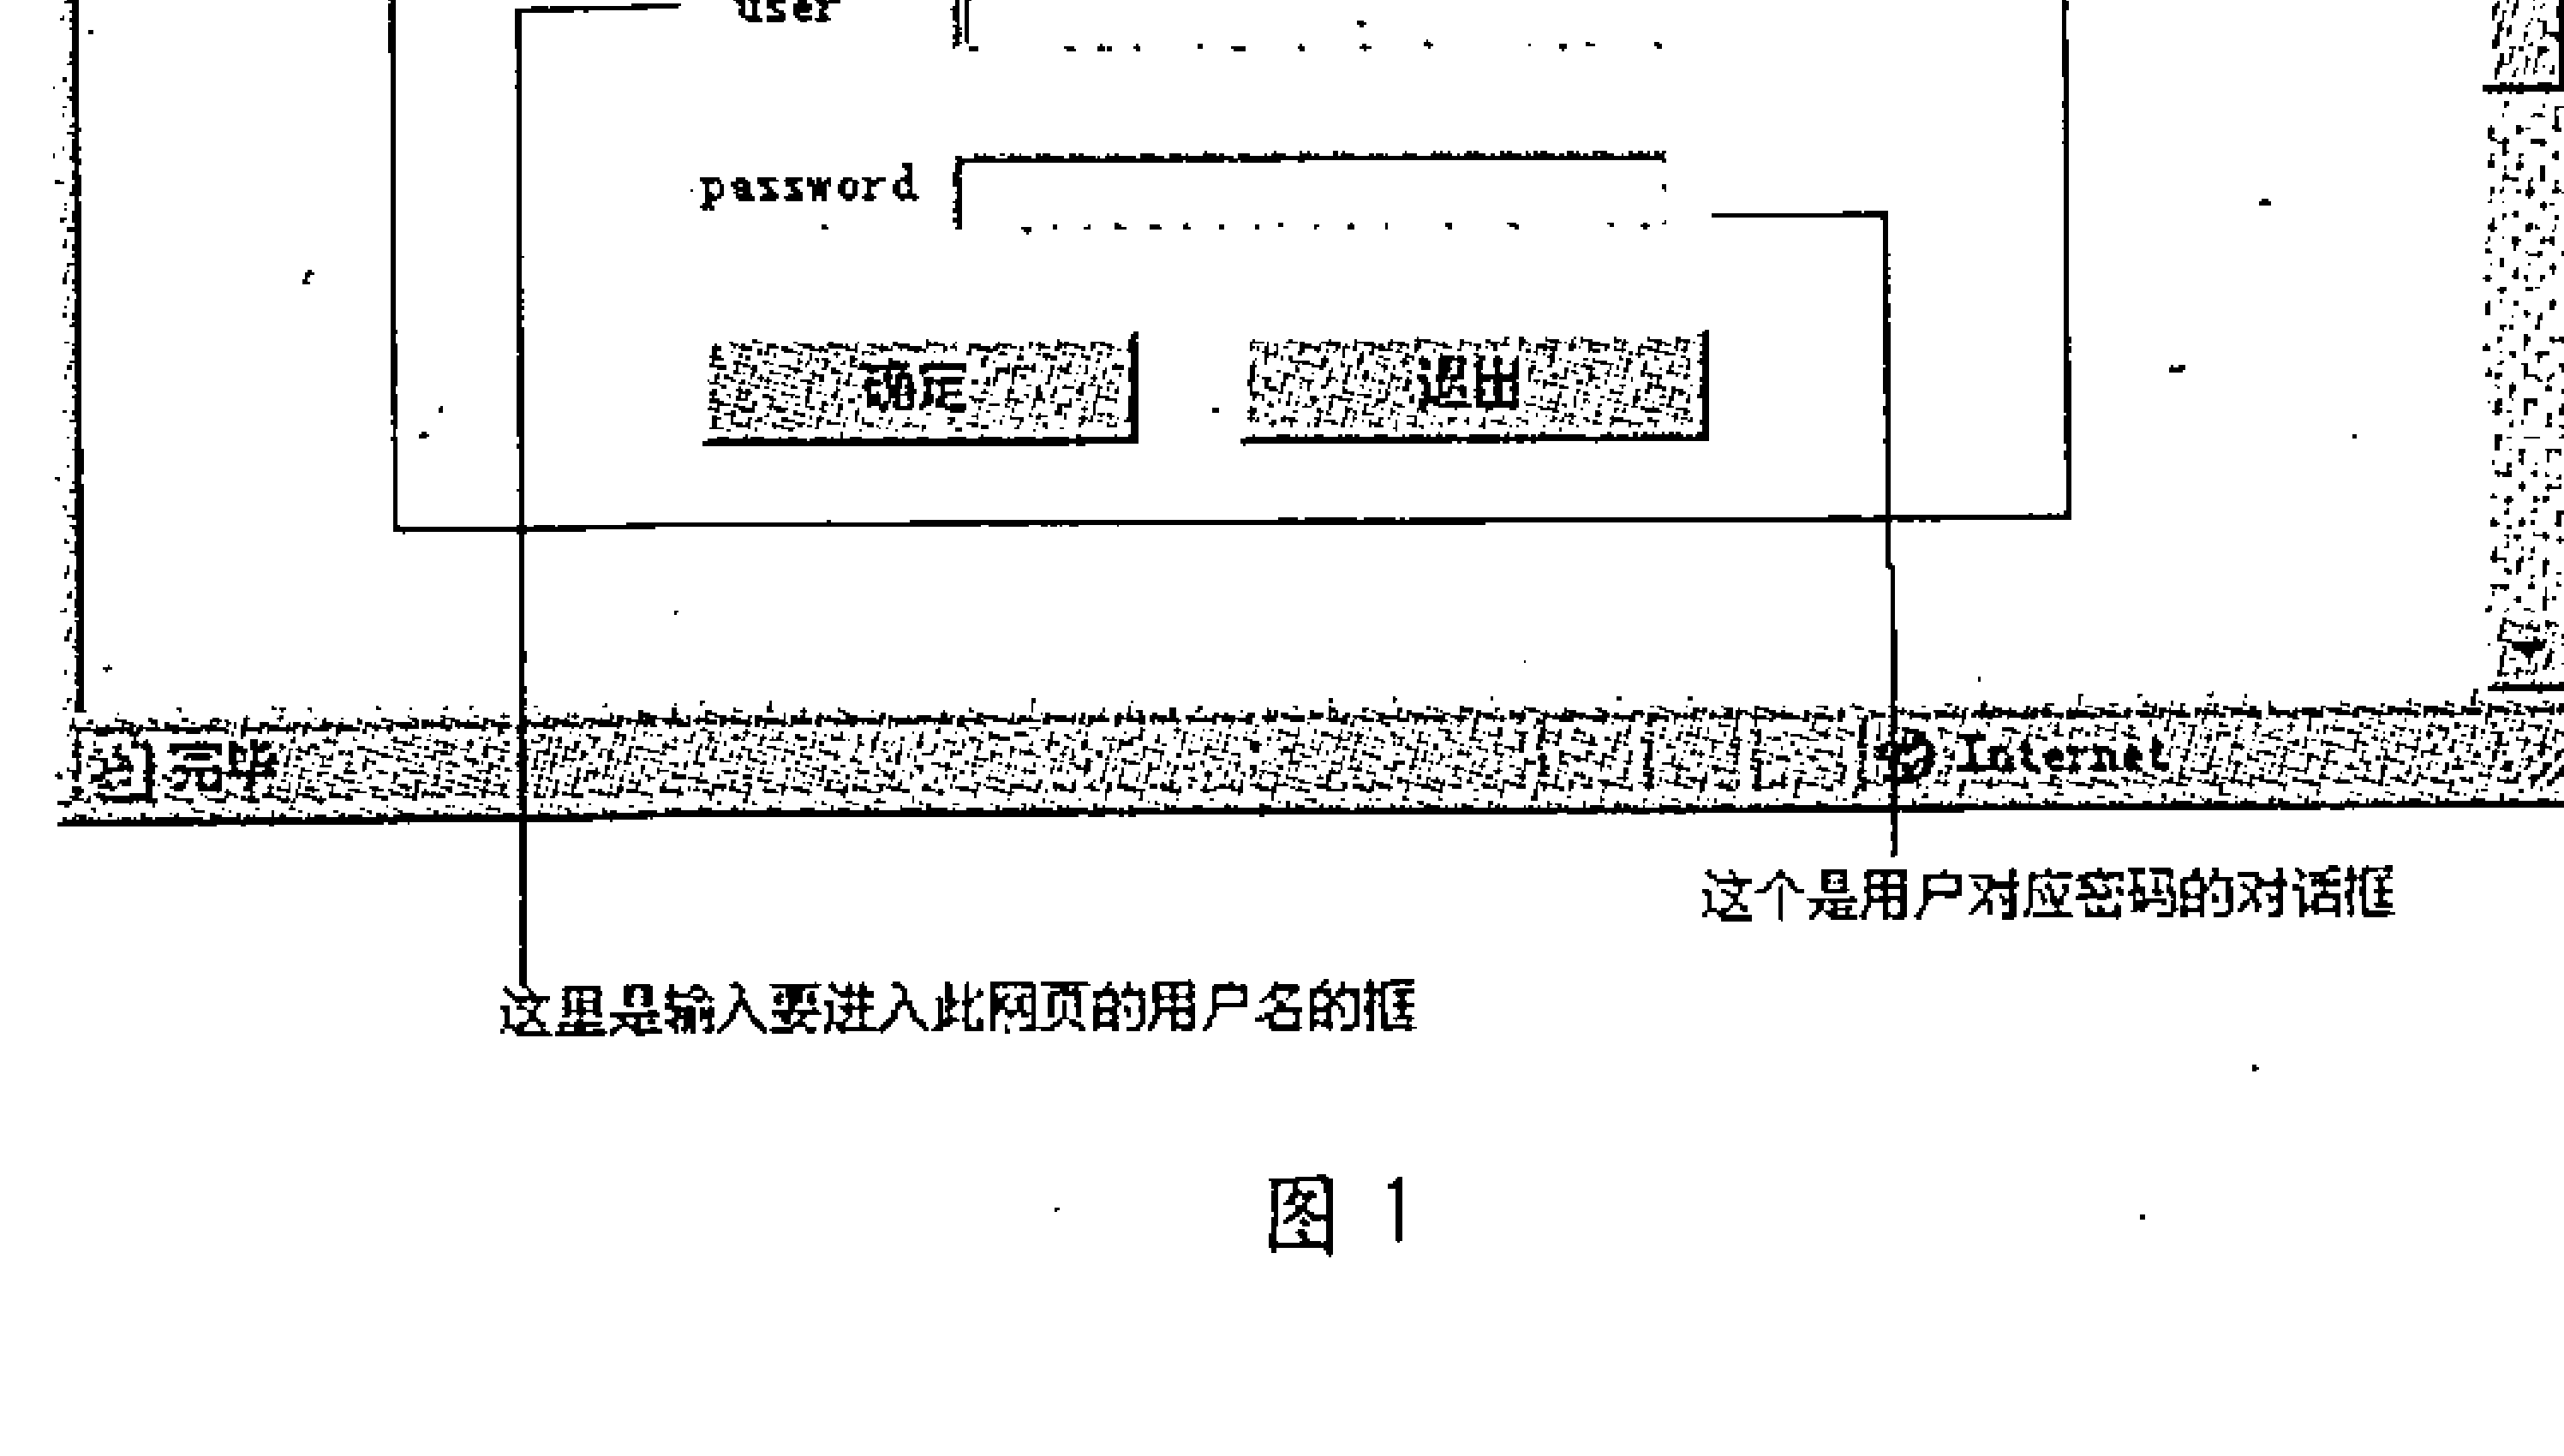 user
password
确定 退出
完毕 Internet
这个是用户对应密码的对话框
这里是输入要进入此网页的用户名的框
图 1